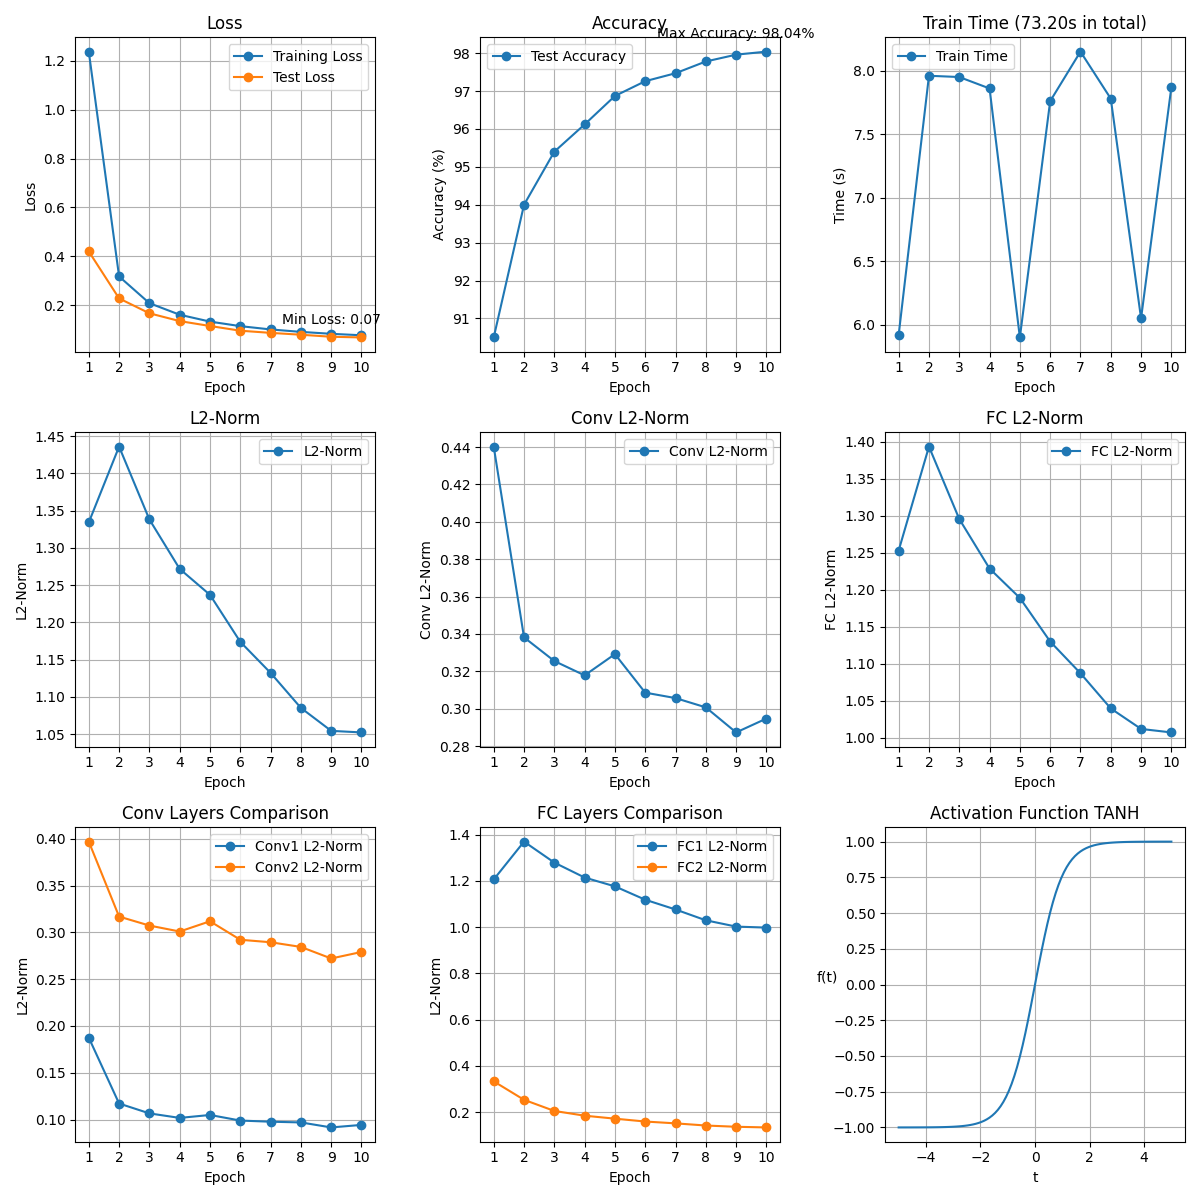 Loss
Training Loss
Test Loss
Min Loss: 0.07
Loss
1.2
1.0
0.8
0.6
0.4
0.2
1 2 3 4 5 6 7 8 9 10
Epoch
Accuracy
Max Accuracy: 98.04%
Test Accuracy
Accuracy (%)
98
97
96
95
94
93
92
91
1 2 3 4 5 6 7 8 9 10
Epoch
Train Time (73.20s in total)
Train Time
Time (s)
8.0
7.5
7.0
6.5
6.0
1 2 3 4 5 6 7 8 9 10
Epoch
L2-Norm
L2-Norm
L2-Norm
1.45
1.40
1.35
1.30
1.25
1.20
1.15
1.10
1.05
1 2 3 4 5 6 7 8 9 10
Epoch
Conv L2-Norm
Conv L2-Norm
Conv L2-Norm
0.44
0.42
0.40
0.38
0.36
0.34
0.32
0.30
0.28
1 2 3 4 5 6 7 8 9 10
Epoch
FC L2-Norm
FC L2-Norm
FC L2-Norm
1.40
1.35
1.30
1.25
1.20
1.15
1.10
1.05
1.00
1 2 3 4 5 6 7 8 9 10
Epoch
Conv Layers Comparison
Conv1 L2-Norm
Conv2 L2-Norm
L2-Norm
0.40
0.35
0.30
0.25
0.20
0.15
0.10
1 2 3 4 5 6 7 8 9 10
Epoch
FC Layers Comparison
FC1 L2-Norm
FC2 L2-Norm
L2-Norm
1.4
1.2
1.0
0.8
0.6
0.4
0.2
1 2 3 4 5 6 7 8 9 10
Epoch
Activation Function TANH
f(t)
1.00
0.75
0.50
0.25
0.00
−0.25
−0.50
−0.75
−1.00
−4 −2 0 2 4
t